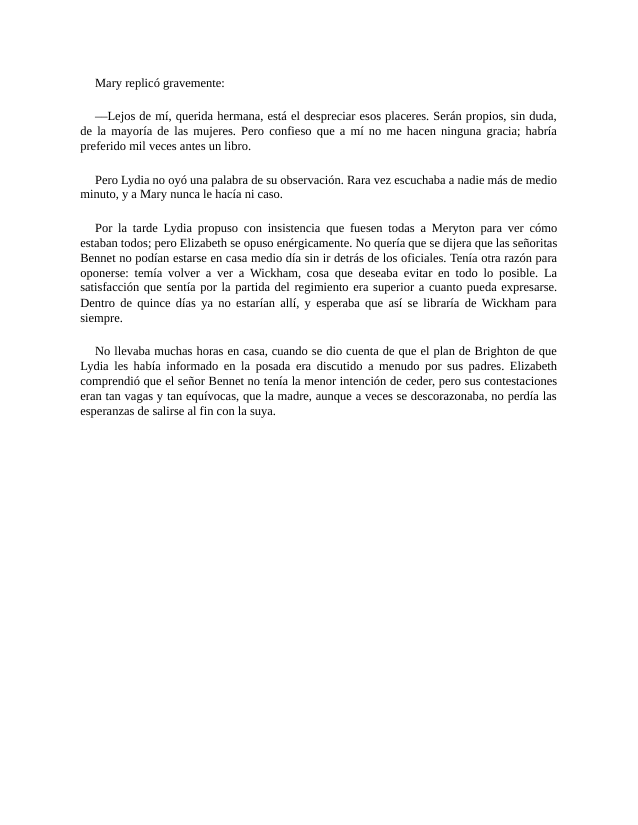 Mary replicó gravemente:
—Lejos de mí, querida hermana, está el despreciar esos placeres. Serán propios, sin duda,
de la mayoría de las mujeres. Pero confieso que a mí no me hacen ninguna gracia; habría
preferido mil veces antes un libro.
Pero Lydia no oyó una palabra de su observación. Rara vez escuchaba a nadie más de medio
minuto, y a Mary nunca le hacía ni caso.
Por la tarde Lydia propuso con insistencia que fuesen todas a Meryton para ver cómo
estaban todos; pero Elizabeth se opuso enérgicamente. No quería que se dijera que las señoritas
Bennet no podían estarse en casa medio día sin ir detrás de los oficiales. Tenía otra razón para
oponerse: temía volver a ver a Wickham, cosa que deseaba evitar en todo lo posible. La
satisfacción que sentía por la partida del regimiento era superior a cuanto pueda expresarse.
Dentro de quince días ya no estarían allí, y esperaba que así se libraría de Wickham para
siempre.
No llevaba muchas horas en casa, cuando se dio cuenta de que el plan de Brighton de que
Lydia les había informado en la posada era discutido a menudo por sus padres. Elizabeth
comprendió que el señor Bennet no tenía la menor intención de ceder, pero sus contestaciones
eran tan vagas y tan equívocas, que la madre, aunque a veces se descorazonaba, no perdía las
esperanzas de salirse al fin con la suya.